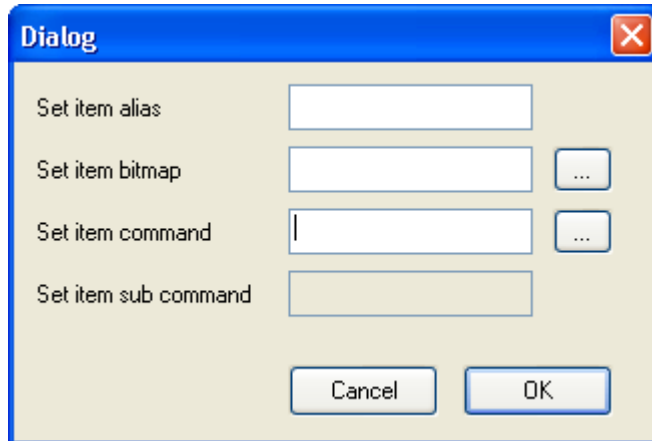 Dialog
Set item alias
Set item bitmap ...
Set item command ...
Set item sub command
Cancel OK